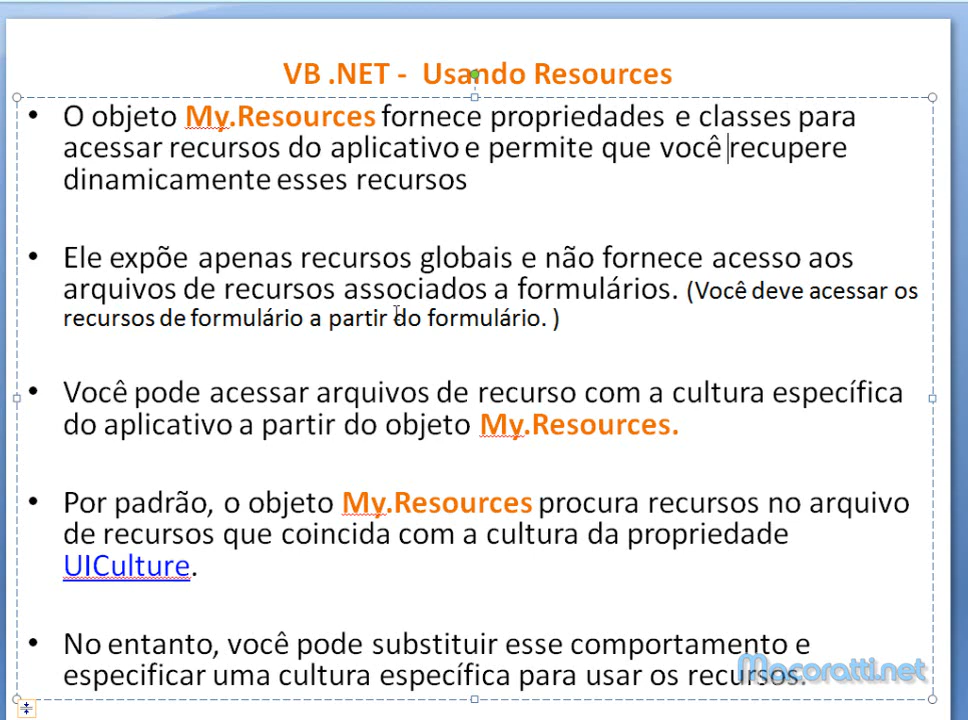 VB .NET - Usando Resources
• O objeto My.Resources fornece propriedades e classes para
acessar recursos do aplicativo e permite que você recupere
dinamicamente esses recursos
• Ele expõe apenas recursos globais e não fornece acesso aos
arquivos de recursos associados a formulários. (Você deve acessar os
recursos de formulário a partir do formulário. )
• Você pode acessar arquivos de recurso com a cultura específica
do aplicativo a partir do objeto My.Resources.
• Por padrão, o objeto My.Resources procura recursos no arquivo
de recursos que coincida com a cultura da propriedade
UICulture.
• No entanto, você pode substituir esse comportamento e
especificar uma cultura específica para usar os recursos.
Macoratti.net